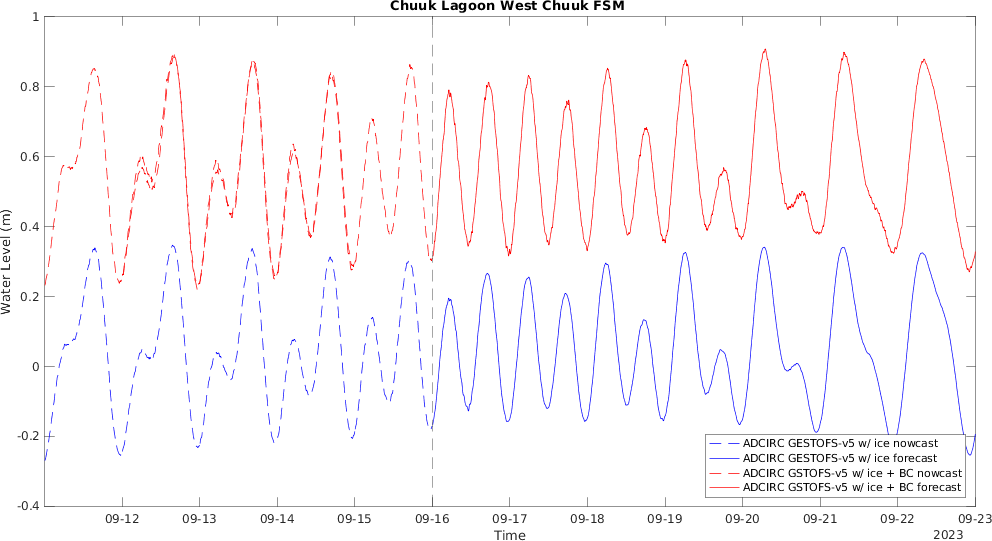 Chuuk Lagoon West Chuuk FSM
1
0.8
0.6
0.4
0.2
0
-0.2
-0.4
Water Level (m)
ADCIRC GESTOFS-v5 w/ ice nowcast
ADCIRC GESTOFS-v5 w/ ice forecast
ADCIRC GSTOFS-v5 w/ ice + BC nowcast
ADCIRC GSTOFS-v5 w/ ice + BC forecast
09-12 09-13 09-14 09-15 09-16 09-17 09-18 09-19 09-20 09-21 09-22 09-23
Time
2023